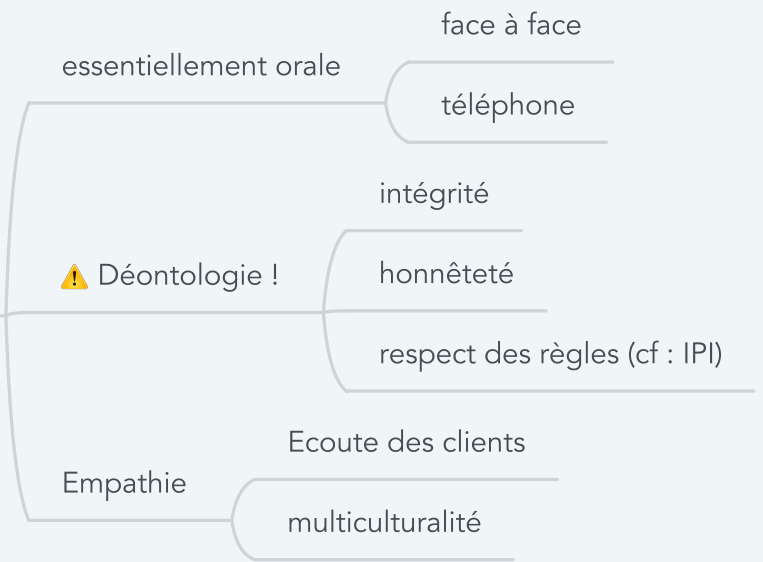 essentiellement orale
face à face
téléphone
Déontologie !
intégrité
honnêteté
respect des règles (cf : IPI)
Empathie
Ecoute des clients
multiculturalité